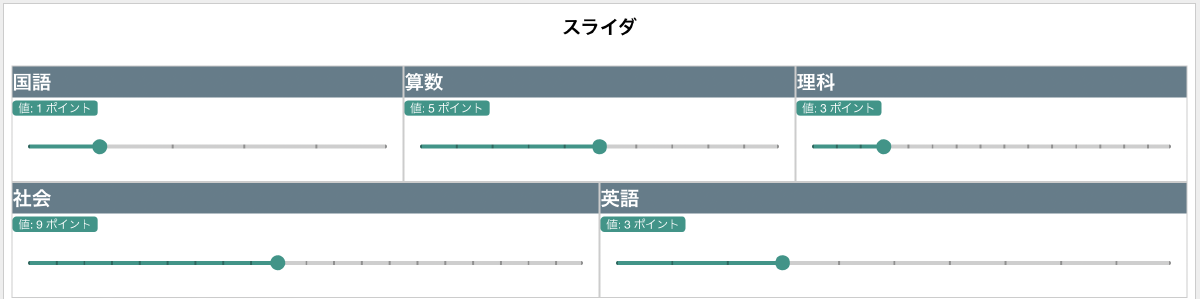 スライダ
国語
算数
理科
値: 1 ポイント
値: 5 ポイント
値: 3 ポイント
社会
英語
値: 9 ポイント
値: 3 ポイント